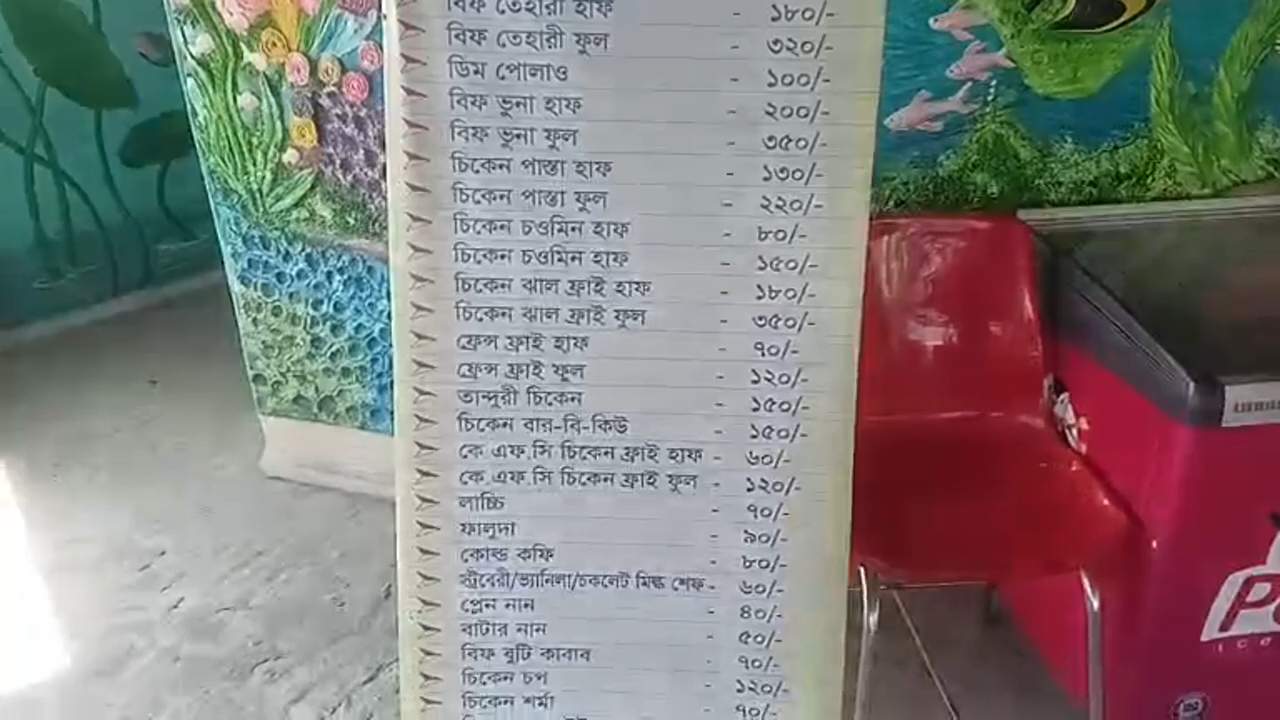 বিফ তেহারী হাফ - ১৮০/-
বিফ তেহারী ফুল - ৩২০/-
ডিম পোলাও - ১০০/-
বিফ ভুনা হাফ - ২০০/-
বিফ ভুনা ফুল - ৩৫০/-
চিকেন পাস্তা হাফ - ১৩০/-
চিকেন পাস্তা ফুল - ২২০/-
চিকেন চওমিন হাফ - ৮০/-
চিকেন চওমিন হাফ - ১৫০/-
চিকেন ঝাল ফ্রাই হাফ - ১৮০/-
চিকেন ঝাল ফ্রাই ফুল - ৩৫০/-
ফ্রেন্স ফ্রাই হাফ - ৭০/-
ফ্রেন্স ফ্রাই ফুল - ১২০/-
তান্দুরী চিকেন - ১৫০/-
চিকেন বার-বি-কিউ - ১৫০/-
কে.এফ.সি চিকেন ফ্রাই হাফ - ৬০/-
কে.এফ.সি চিকেন ফ্রাই ফুল - ১২০/-
লাচ্চি - ৭০/-
ফালুদা - ৯০/-
কোল্ড কফি - ৮০/-
স্ট্রবেরী/ভ্যানিলা/চকলেট মিল্ক শেফ - ৬০/-
প্লেন নান - ৪০/-
বাটার নান - ৫০/-
বিফ বুটি কাবাব - ৭০/-
চিকেন চপ - ১২০/-
চিকেন শর্মা - ৭০/-